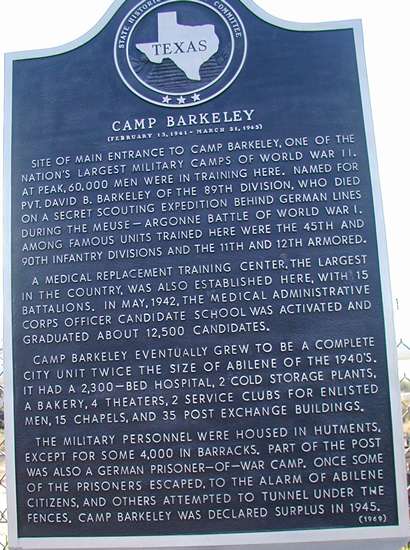 STATE HISTORICAL COMMITTEE
TEXAS
CAMP BARKELEY
(FEBRUARY 15, 1941 - MARCH 31, 1945)
SITE OF MAIN ENTRANCE TO CAMP BARKELEY, ONE OF THE
NATION'S LARGEST MILITARY CAMPS OF WORLD WAR II.
AT PEAK, 60,000 MEN WERE IN TRAINING HERE. NAMED FOR
PVT. DAVID B. BARKELEY OF THE 89TH DIVISION, WHO DIED
ON A SECRET SCOUTING EXPEDITION BEHIND GERMAN LINES
DURING THE MEUSE-ARGONNE BATTLE OF WORLD WAR I.
AMONG FAMOUS UNITS TRAINED HERE WERE THE 45TH AND
90TH INFANTRY DIVISIONS AND THE 11TH AND 12TH ARMORED.
A MEDICAL REPLACEMENT TRAINING CENTER, THE LARGEST
IN THE COUNTRY, WAS ALSO ESTABLISHED HERE, WITH 15
BATTALIONS. IN MAY, 1942, THE MEDICAL ADMINISTRATIVE
CORPS OFFICER CANDIDATE SCHOOL WAS ACTIVATED AND
GRADUATED ABOUT 12,500 CANDIDATES.
CAMP BARKELEY EVENTUALLY GREW TO BE A COMPLETE
CITY UNIT TWICE THE SIZE OF ABILENE OF THE 1940'S.
IT HAD A 2,300-BED HOSPITAL, 2 COLD STORAGE PLANTS,
A BAKERY, 4 THEATERS, 2 SERVICE CLUBS FOR ENLISTED
MEN, 15 CHAPELS, AND 35 POST EXCHANGE BUILDINGS.
THE MILITARY PERSONNEL WERE HOUSED IN HUTMENTS,
EXCEPT FOR SOME 4,000 IN BARRACKS. PART OF THE POST
WAS ALSO A GERMAN PRISONER-OF-WAR CAMP. ONCE SOME
OF THE PRISONERS ESCAPED, TO THE ALARM OF ABILENE
CITIZENS, AND OTHERS ATTEMPTED TO TUNNEL UNDER THE
FENCES. CAMP BARKELEY WAS DECLARED SURPLUS IN 1945.
(1969)